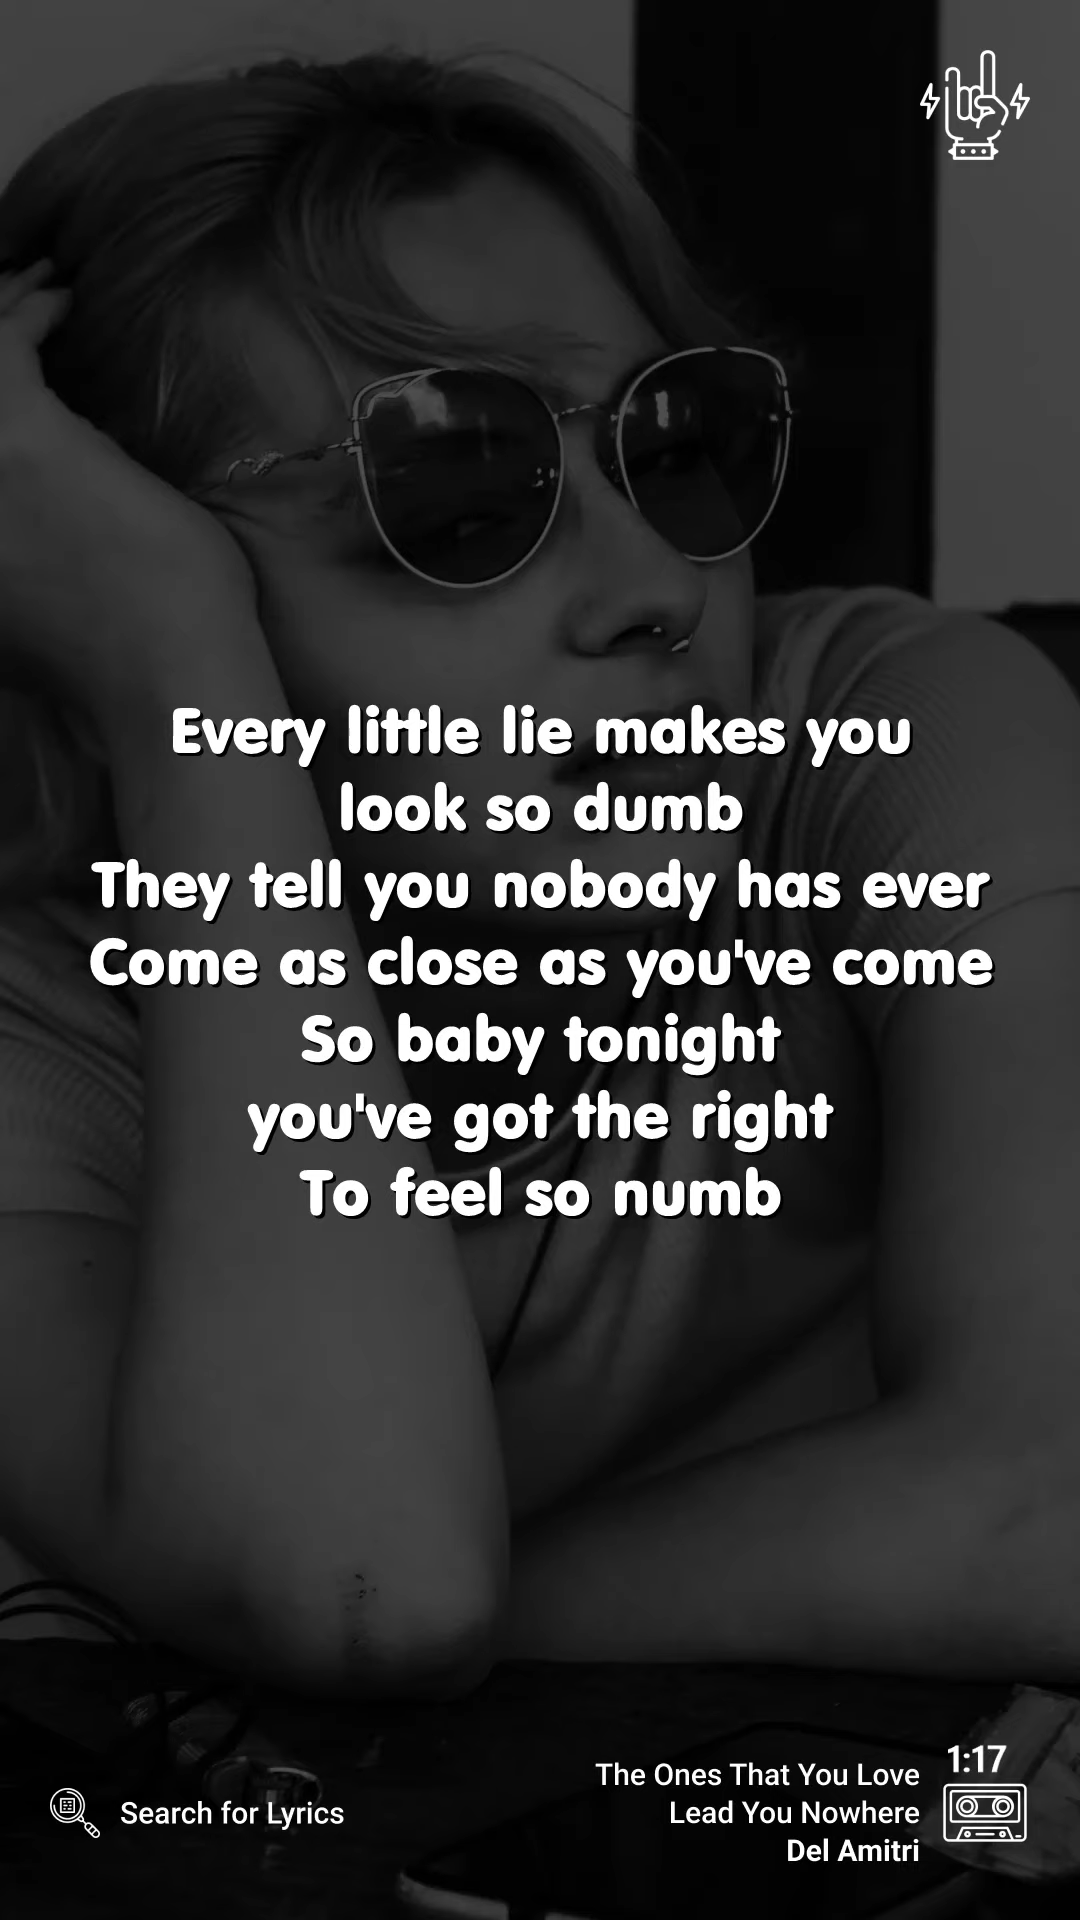 Every little lie makes you
look so dumb
They tell you nobody has ever
Come as close as you've come
So baby tonight
you've got the right
To feel so numb
1:17
The Ones That You Love
Lead You Nowhere
Del Amitri
Search for Lyrics